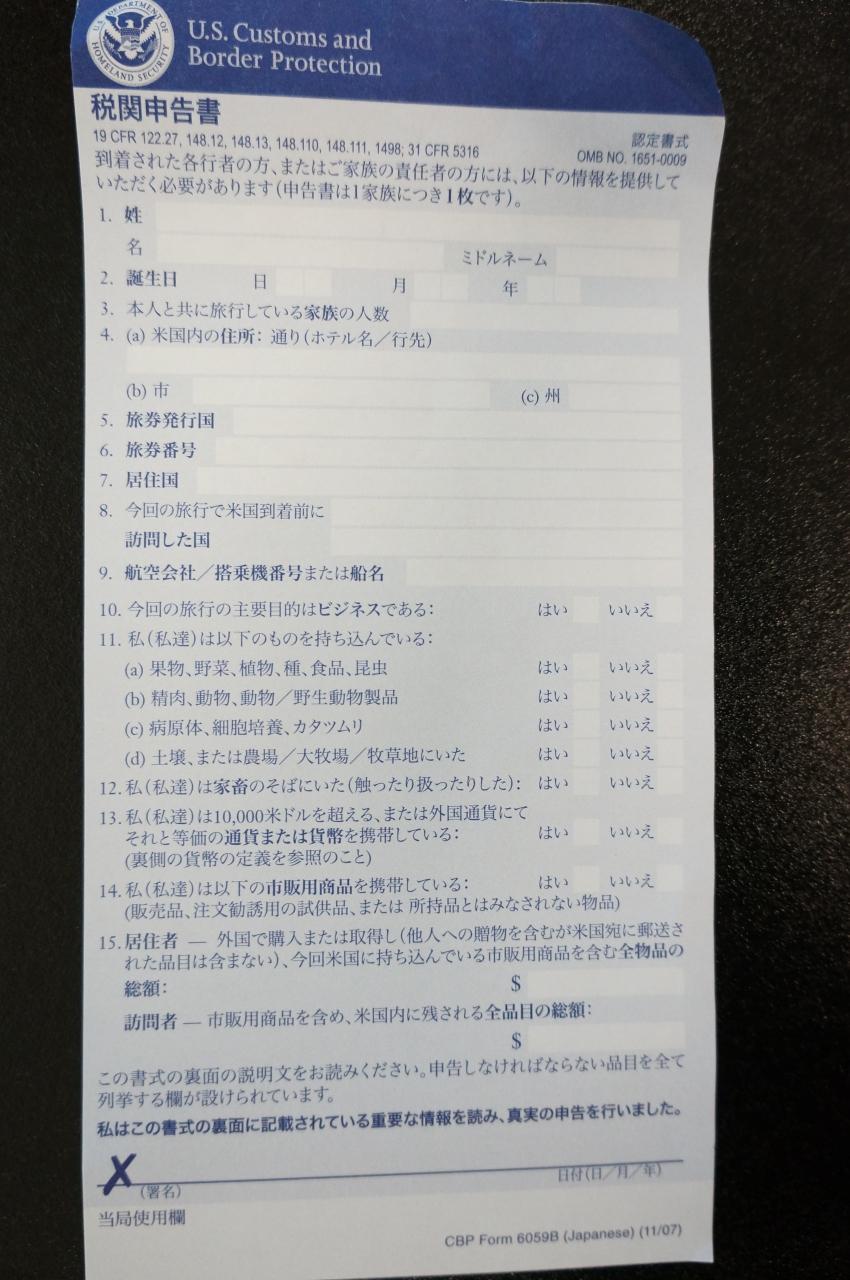 U.S. DEPARTMENT OF
HOMELAND SECURITY
U.S. Customs and
Border Protection
税関申告書
19 CFR 122.27, 148.12, 148.13, 148.110, 148.111, 1498; 31 CFR 5316
認定書式
OMB NO. 1651-0009
到着された各行者の方、またはご家族の責任者の方には、以下の情報を提供して
いただく必要があります(申告書は1家族につき1枚です)。
1. 姓
名 ミドルネーム
2. 誕生日 日 月 年
3. 本人と共に旅行している家族の人数
4. (a) 米国内の住所: 通り(ホテル名／行先)
(b) 市 (c) 州
5. 旅券発行国
6. 旅券番号
7. 居住国
8. 今回の旅行で米国到着前に
訪問した国
9. 航空会社／搭乗機番号または船名
10. 今回の旅行の主要目的はビジネスである: はい いいえ
11. 私(私達)は以下のものを持ち込んでいる:
(a) 果物、野菜、植物、種、食品、昆虫 はい いいえ
(b) 精肉、動物、動物／野生動物製品 はい いいえ
(c) 病原体、細胞培養、カタツムリ はい いいえ
(d) 土壌、または農場／大牧場／牧草地にいた はい いいえ
12. 私(私達)は家畜のそばにいた(触ったり扱ったりした): はい いいえ
13. 私(私達)は10,000米ドルを超える、または外国通貨にて
それと等価の通貨または貨幣を携帯している: はい いいえ
(裏側の貨幣の定義を参照のこと)
14. 私(私達)は以下の市販用商品を携帯している: はい いいえ
(販売品、注文勧誘用の試供品、または 所持品とはみなされない物品)
15. 居住者 — 外国で購入または取得し(他人への贈物を含むが米国宛に郵送さ
れた品目は含まない)、今回米国に持ち込んでいる市販用商品を含む全物品の
総額: $
訪問者 — 市販用商品を含め、米国内に残される全品目の総額:
$
この書式の裏面の説明文をお読みください。申告しなければならない品目を全て
列挙する欄が設けられています。
私はこの書式の裏面に記載されている重要な情報を読み、真実の申告を行いました。
X
(署名) 日付(日／月／年)
当局使用欄
CBP Form 6059B (Japanese) (11/07)